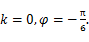 k = 0, φ = −π/6.